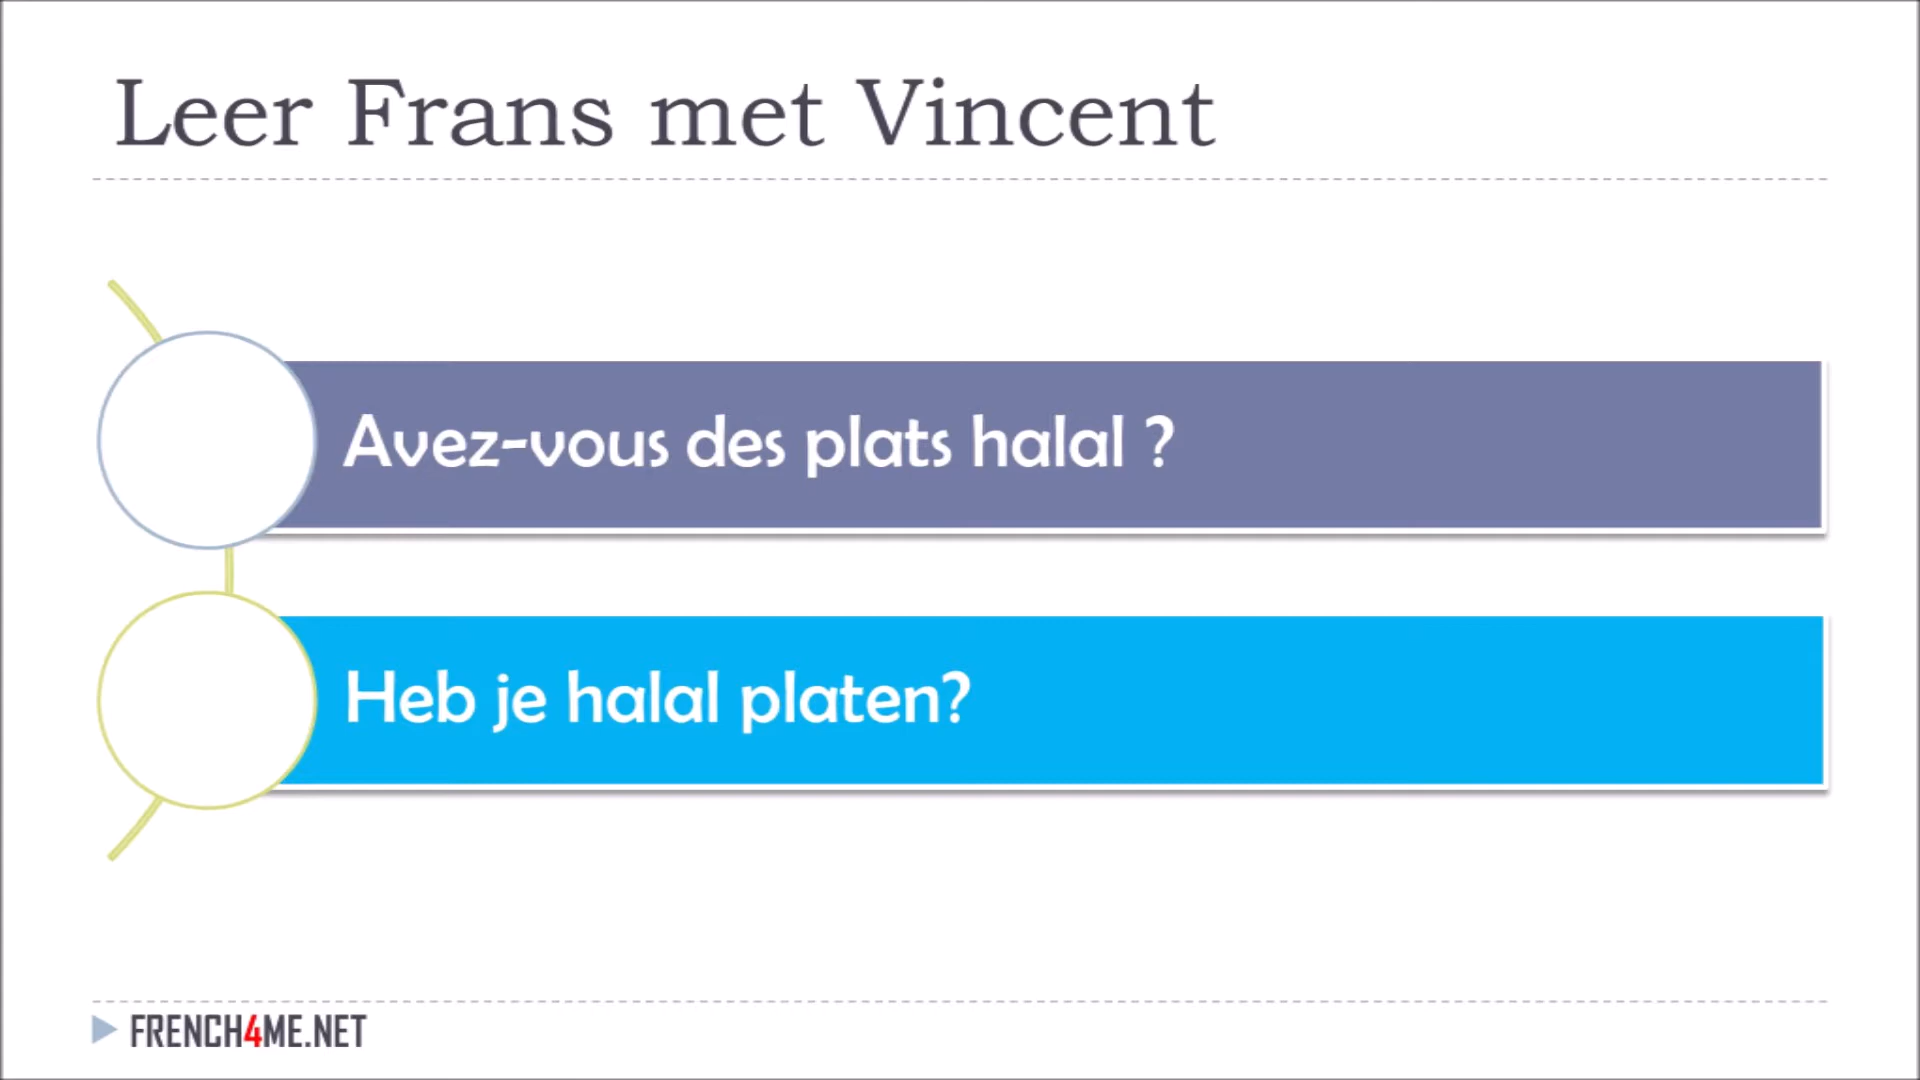 Leer Frans met Vincent
Avez-vous des plats halal ?
Heb je halal platen?
FRENCH4ME.NET